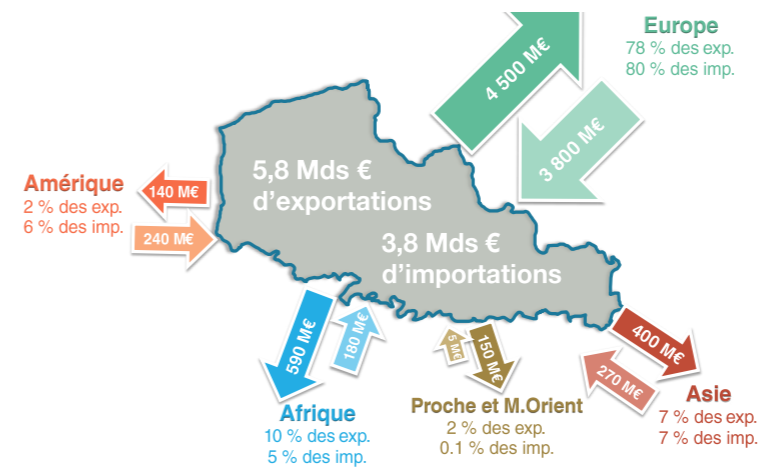 Europe
78 % des exp.
80 % des imp.
4 500 M€
3 800 M€
5,8 Mds €
d'exportations
3,8 Mds €
d'importations
Amérique
2 % des exp.
6 % des imp.
140 M€
240 M€
590 M€
180 M€
Afrique
10 % des exp.
5 % des imp.
5 M€
150 M€
Proche et M.Orient
2 % des exp.
0.1 % des imp.
400 M€
270 M€
Asie
7 % des exp.
7 % des imp.